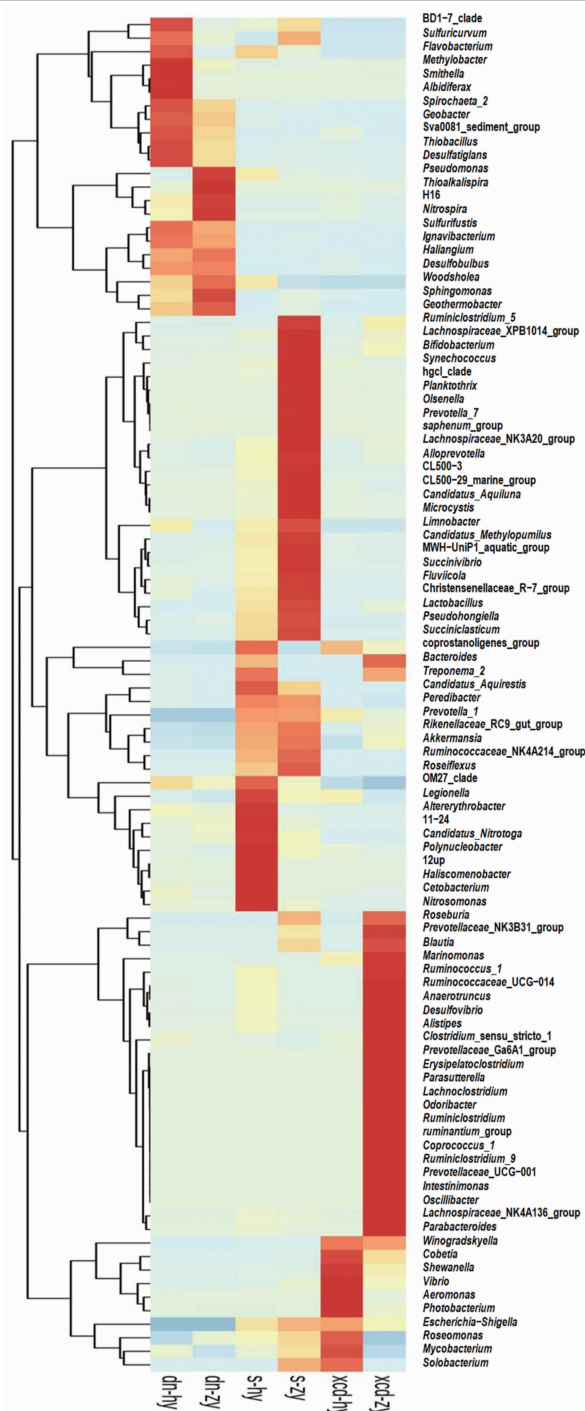 BD1-7_clade
Sulfuricurvum
Flavobacterium
Methylobacter
Smithella
Albidiferax
Spirochaeta_2
Geobacter
Sva0081_sediment_group
Thiobacillus
Desulfatiglans
Pseudomonas
Thioalkalispira
H16
Nitrospira
Sulfurifustis
Ignavibacterium
Haliangium
Desulfobulbus
Woodsholea
Sphingomonas
Geothermobacter
Ruminiclostridium_5
Lachnospiraceae_XPB1014_group
Bifidobacterium
Synechococcus
hgcl_clade
Planktothrix
Olsenella
Prevotella_7
saphenum_group
Lachnospiraceae_NK3A20_group
Alloprevotella
CL500-3
CL500-29_marine_group
Candidatus_Aquiluna
Microcystis
Limnobacter
Candidatus_Methylopumilus
MWH-UniP1_aquatic_group
Succinivibrio
Fluviicola
Christensenellaceae_R-7_group
Lactobacillus
Pseudohongiella
Succiniclasticum
coprostanoligenes_group
Bacteroides
Treponema_2
Candidatus_Aquirestis
Peredibacter
Prevotella_1
Rikenellaceae_RC9_gut_group
Akkermansia
Ruminococcaceae_NK4A214_group
Roseiflexus
OM27_clade
Legionella
Altererythrobacter
11-24
Candidatus_Nitrotoga
Polynucleobacter
12up
Haliscomenobacter
Cetobacterium
Nitrosomonas
Roseburia
Prevotellaceae_NK3B31_group
Blautia
Marinomonas
Ruminococcus_1
Ruminococcaceae_UCG-014
Anaerotruncus
Desulfovibrio
Alistipes
Clostridium_sensu_stricto_1
Prevotellaceae_Ga6A1_group
Erysipelatoclostridium
Parasutterella
Lachnoclostridium
Odoribacter
Ruminiclostridium
ruminantium_group
Coprococcus_1
Ruminiclostridium_9
Prevotellaceae_UCG-001
Intestinimonas
Oscillibacter
Lachnospiraceae_NK4A136_group
Parabacteroides
Winogradskyella
Cobetia
Shewanella
Vibrio
Aeromonas
Photobacterium
Escherichia-Shigella
Roseomonas
Mycobacterium
Solobacterium
dn-hy
dn-zy
s-hy
s-zy
xcd-hy
xcd-zy